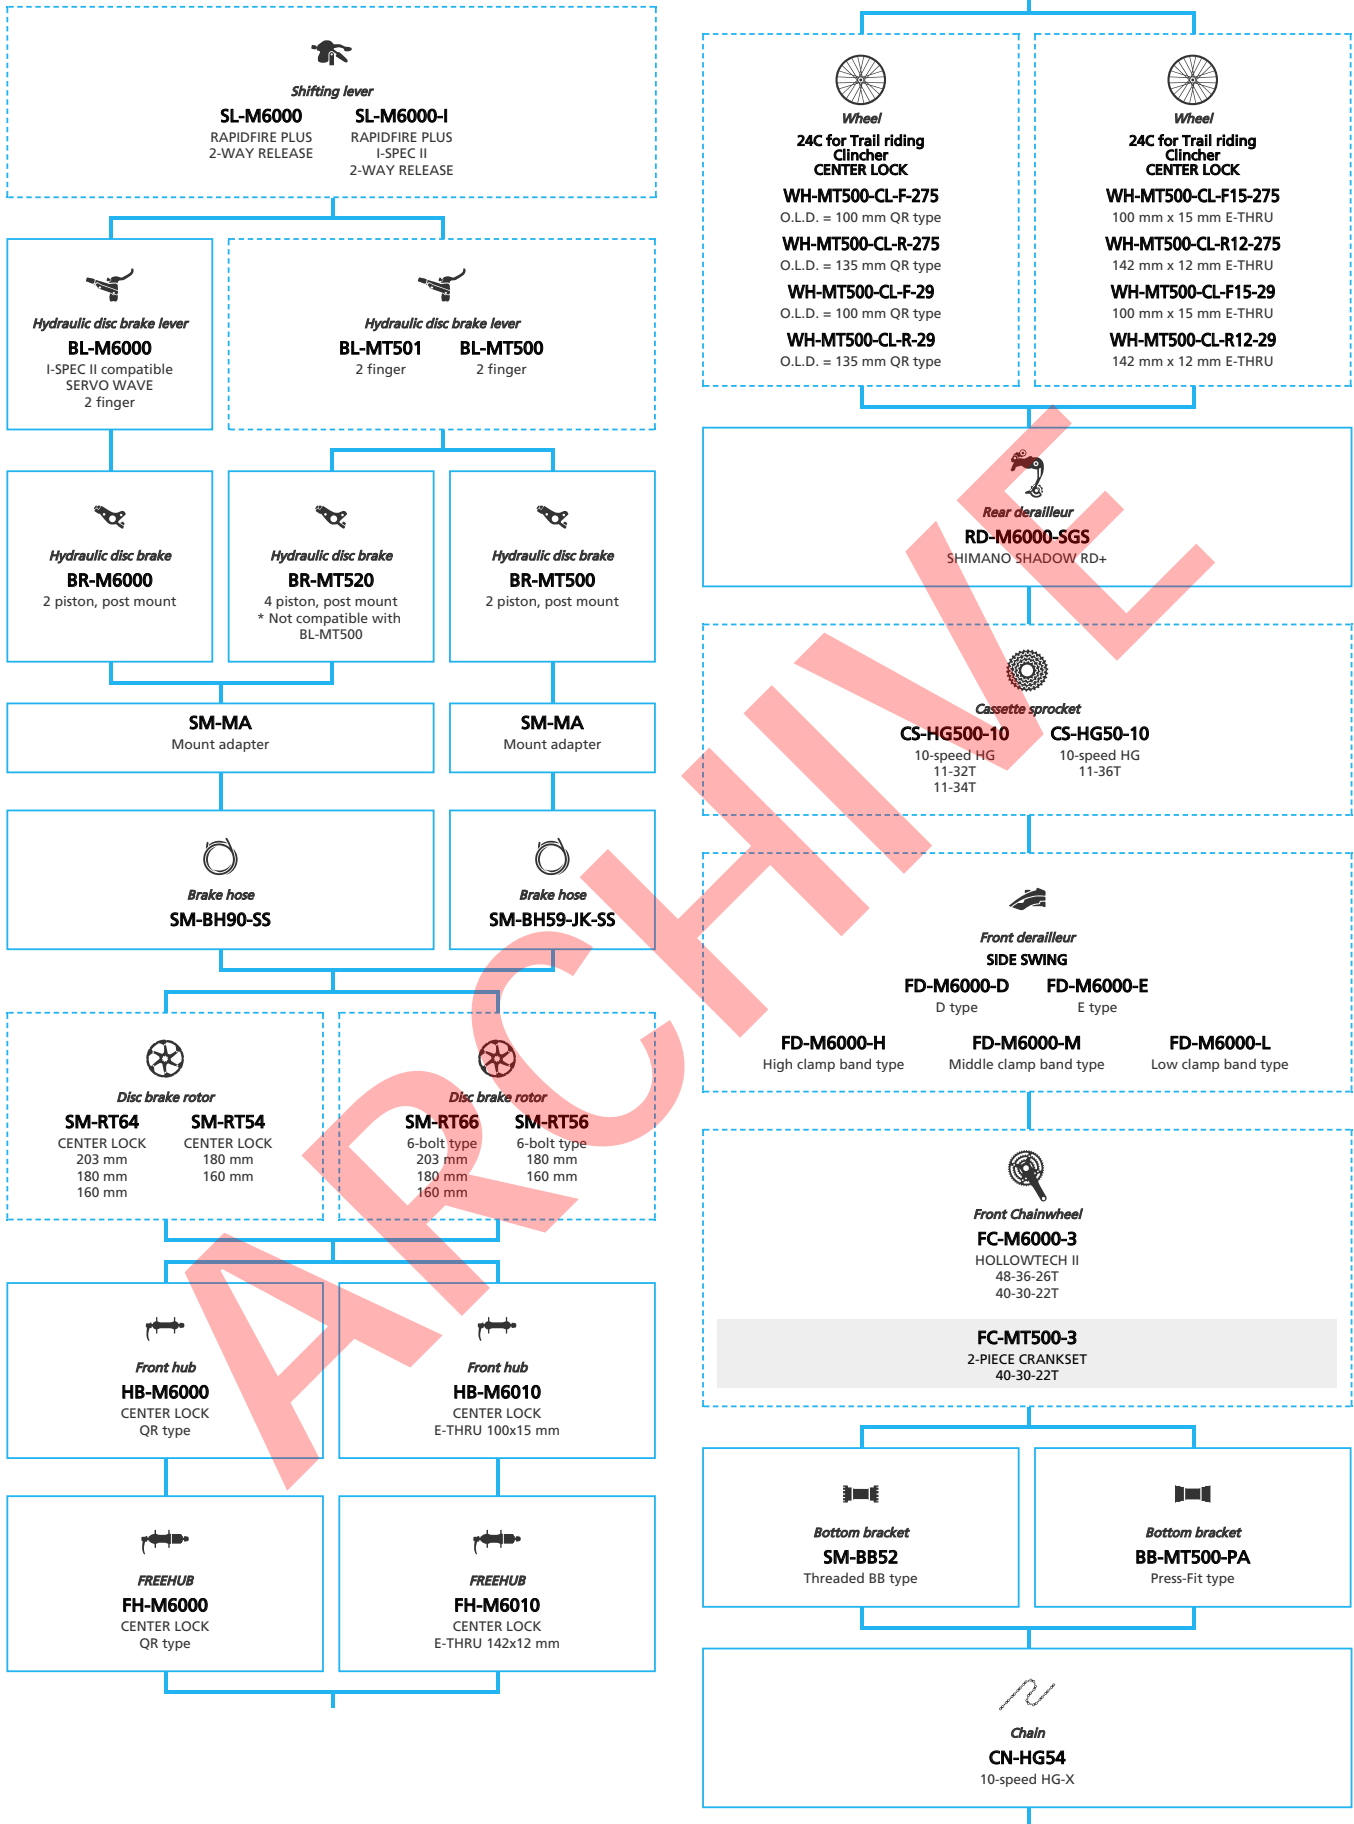 Shifting lever
SL-M6000
RAPIDFIRE PLUS
2-WAY RELEASE
SL-M6000-I
RAPIDFIRE PLUS
I-SPEC II
2-WAY RELEASE
Hydraulic disc brake lever
BL-M6000
I-SPEC II compatible
SERVO WAVE
2 finger
Hydraulic disc brake lever
BL-MT501
2 finger
BL-MT500
2 finger
Hydraulic disc brake
BR-M6000
2 piston, post mount
Hydraulic disc brake
BR-MT520
4 piston, post mount
* Not compatible with
BL-MT500
Hydraulic disc brake
BR-MT500
2 piston, post mount
SM-MA
Mount adapter
SM-MA
Mount adapter
Brake hose
SM-BH90-SS
Brake hose
SM-BH59-JK-SS
Disc brake rotor
SM-RT64
CENTER LOCK
203 mm
180 mm
160 mm
SM-RT54
CENTER LOCK
180 mm
160 mm
Disc brake rotor
SM-RT66
6-bolt type
203 mm
180 mm
160 mm
SM-RT56
6-bolt type
180 mm
160 mm
Front hub
HB-M6000
CENTER LOCK
QR type
Front hub
HB-M6010
CENTER LOCK
E-THRU 100x15 mm
FREEHUB
FH-M6000
CENTER LOCK
QR type
FREEHUB
FH-M6010
CENTER LOCK
E-THRU 142x12 mm
Wheel
24C for Trail riding
Clincher
CENTER LOCK
WH-MT500-CL-F-275
O.L.D. = 100 mm QR type
WH-MT500-CL-R-275
O.L.D. = 135 mm QR type
WH-MT500-CL-F-29
O.L.D. = 100 mm QR type
WH-MT500-CL-R-29
O.L.D. = 135 mm QR type
Wheel
24C for Trail riding
Clincher
CENTER LOCK
WH-MT500-CL-F15-275
100 mm x 15 mm E-THRU
WH-MT500-CL-R12-275
142 mm x 12 mm E-THRU
WH-MT500-CL-F15-29
100 mm x 15 mm E-THRU
WH-MT500-CL-R12-29
142 mm x 12 mm E-THRU
Rear derailleur
RD-M6000-SGS
SHIMANO SHADOW RD+
Cassette sprocket
CS-HG500-10
10-speed HG
11-32T
11-34T
CS-HG50-10
10-speed HG
11-36T
Front derailleur
SIDE SWING
FD-M6000-D
D type
FD-M6000-E
E type
FD-M6000-H
High clamp band type
FD-M6000-M
Middle clamp band type
FD-M6000-L
Low clamp band type
Front Chainwheel
FC-M6000-3
HOLLOWTECH II
48-36-26T
40-30-22T
FC-MT500-3
2-PIECE CRANKSET
40-30-22T
Bottom bracket
SM-BB52
Threaded BB type
Bottom bracket
BB-MT500-PA
Press-Fit type
Chain
CN-HG54
10-speed HG-X
ARCHIVE